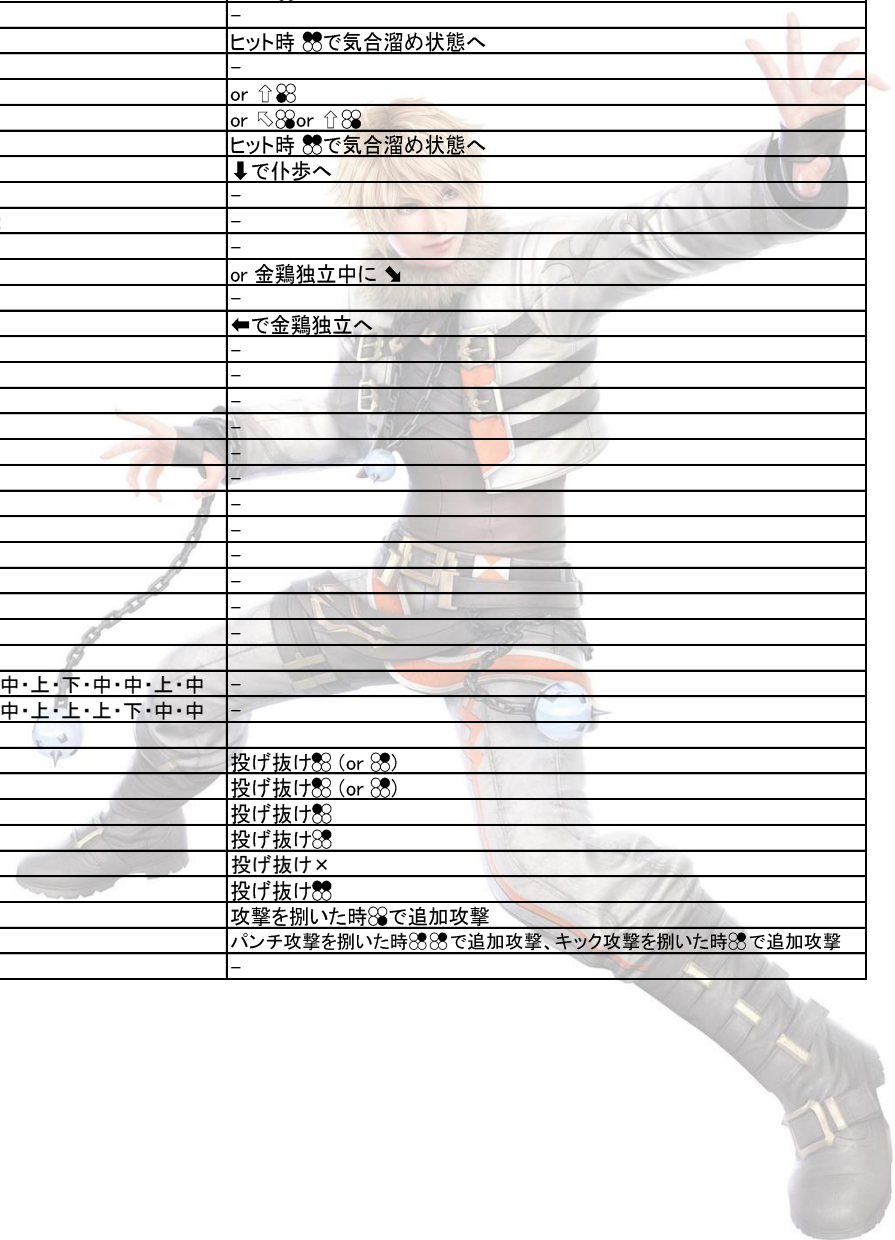 -
ヒット時 で気合溜め状態へ
-
or ⇧
or ⇖ or ⇧
ヒット時 で気合溜め状態へ
⬇で仆歩へ
-
-
-
or 金鶏独立中に ⬊
-
⬅で金鶏独立へ
-
-
-
-
-
-
-
-
-
-
-
-
中・上・下・中・中・上・中 -
中・上・上・上・下・中・中 -
投げ抜け (or )
投げ抜け (or )
投げ抜け
投げ抜け
投げ抜け×
投げ抜け
攻撃を捌いた時 で追加攻撃
パンチ攻撃を捌いた時 で追加攻撃、キック攻撃を捌いた時 で追加攻撃
-